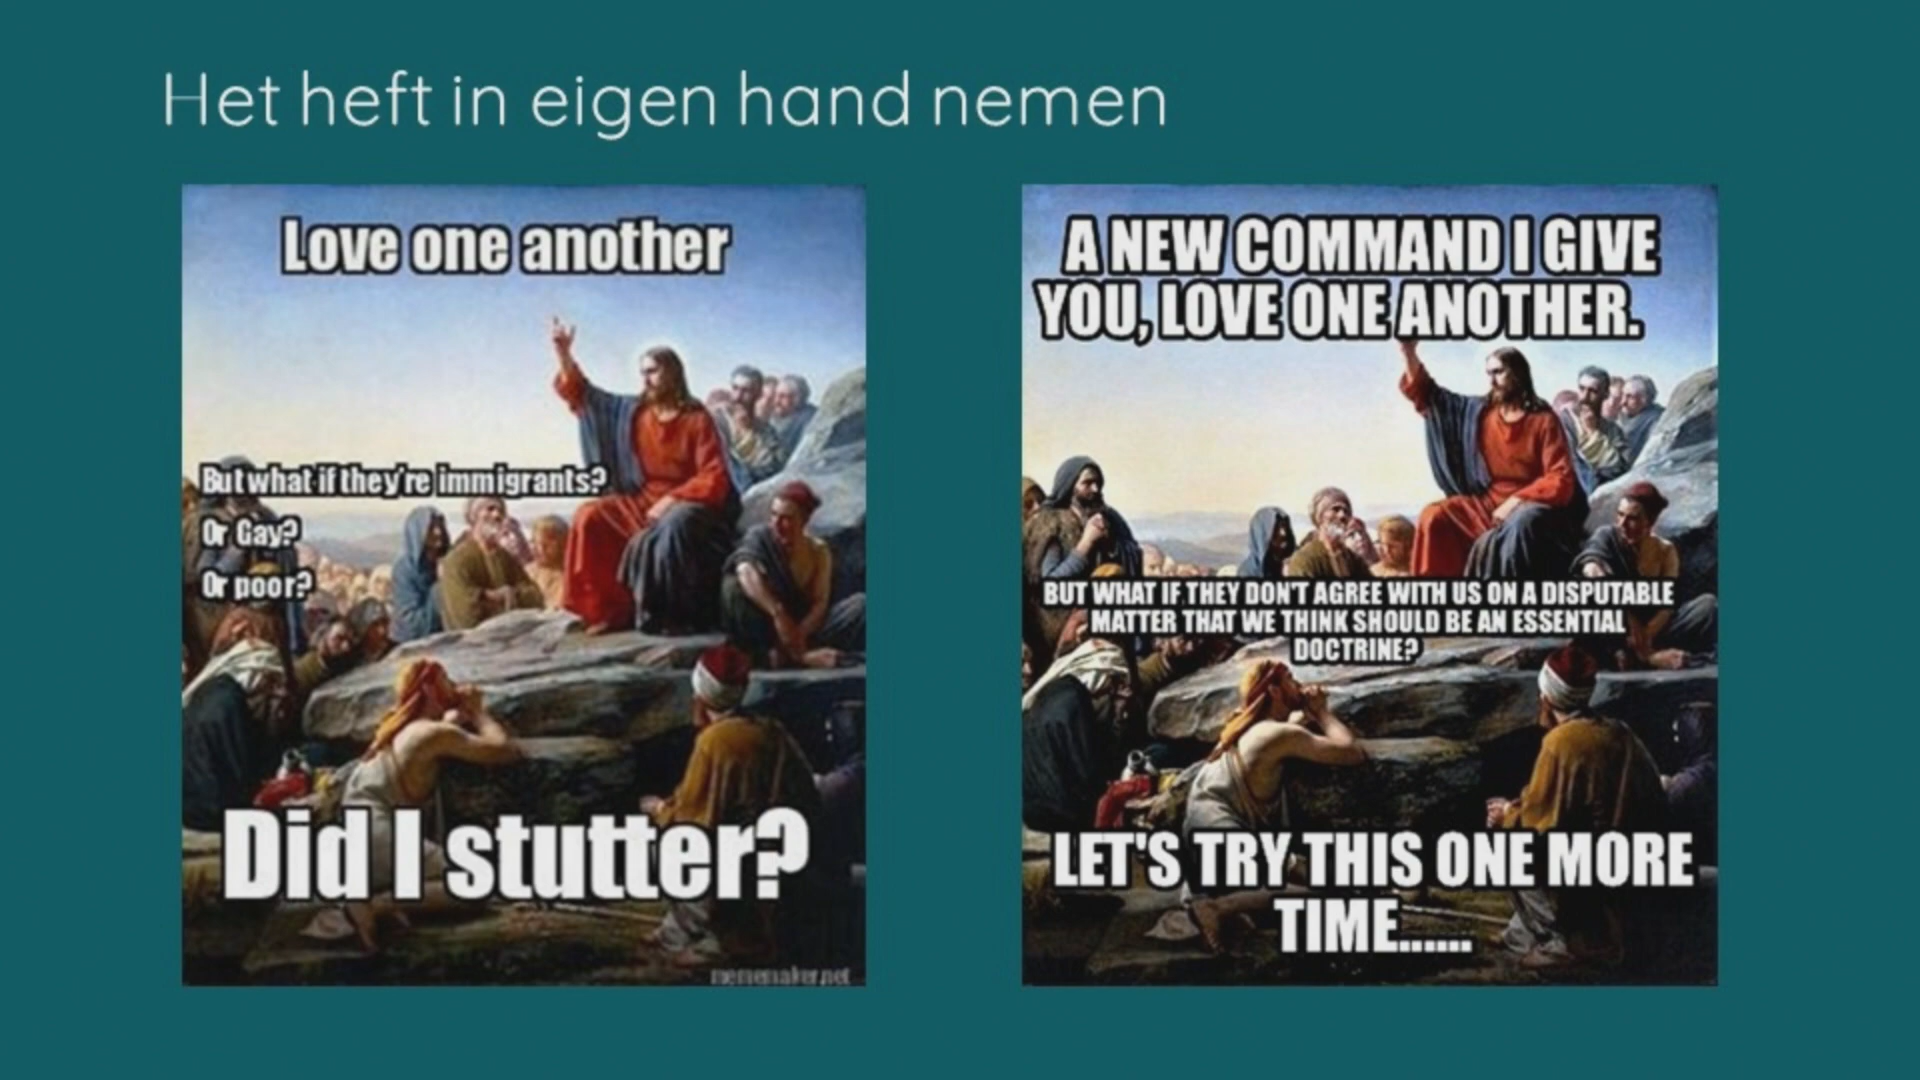 Het heft in eigen hand nemen
Love one another
But what if they're immigrants?
Or Gay?
Or poor?
Did I stutter?
mememaker.net
A NEW COMMAND I GIVE
YOU, LOVE ONE ANOTHER.
BUT WHAT IF THEY DON'T AGREE WITH US ON A DISPUTABLE
MATTER THAT WE THINK SHOULD BE AN ESSENTIAL
DOCTRINE?
LET'S TRY THIS ONE MORE
TIME......